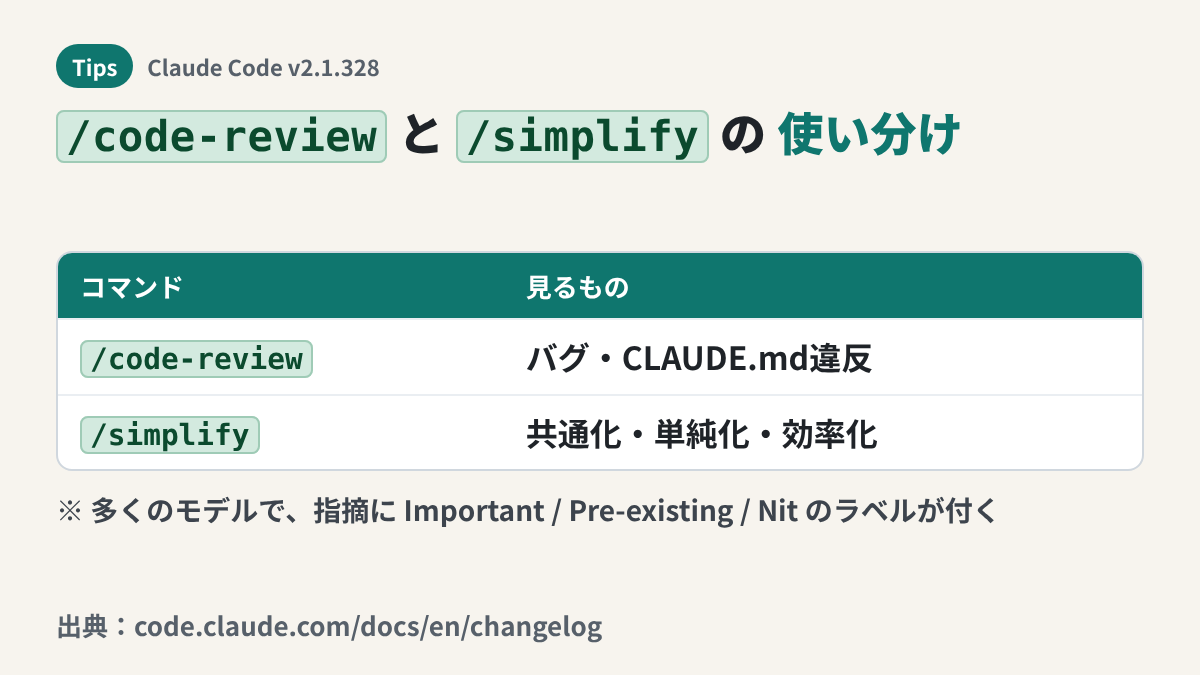 Tips Claude Code v2.1.328
/code-review と /simplify の 使い分け
コマンド 見るもの
/code-review バグ・CLAUDE.md違反
/simplify 共通化・単純化・効率化
※ 多くのモデルで、指摘に Important / Pre-existing / Nit のラベルが付く
出典：code.claude.com/docs/en/changelog